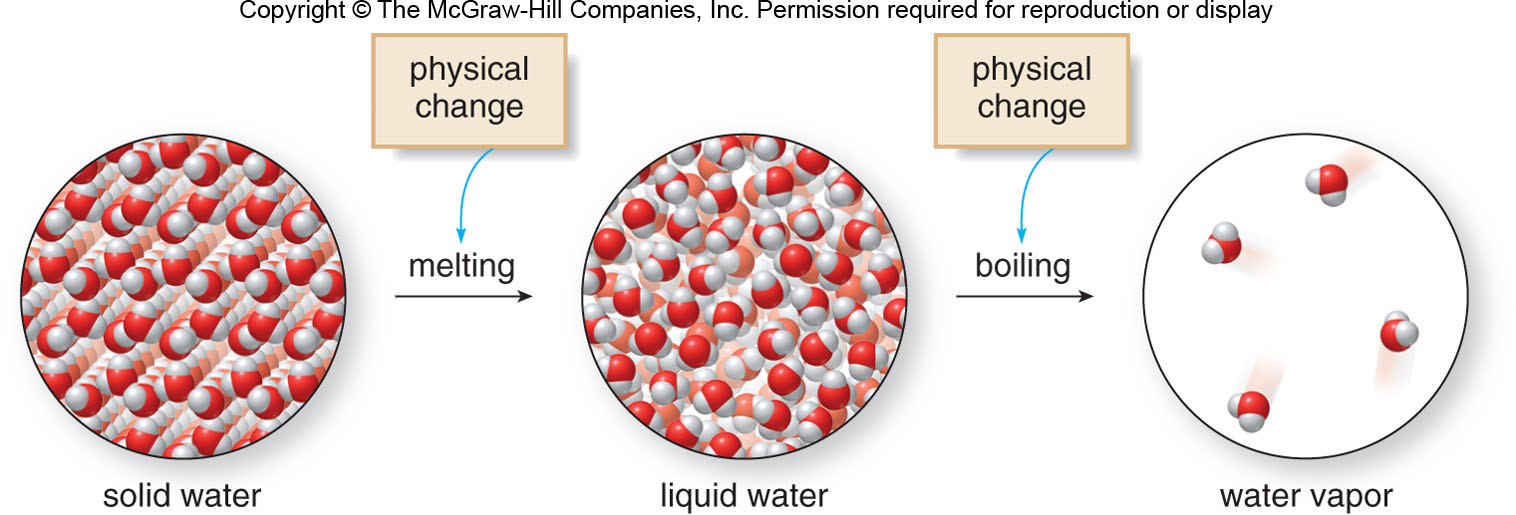 Copyright © The McGraw-Hill Companies, Inc. Permission required for reproduction or display
physical
change
physical
change
melting
boiling
solid water
liquid water
water vapor